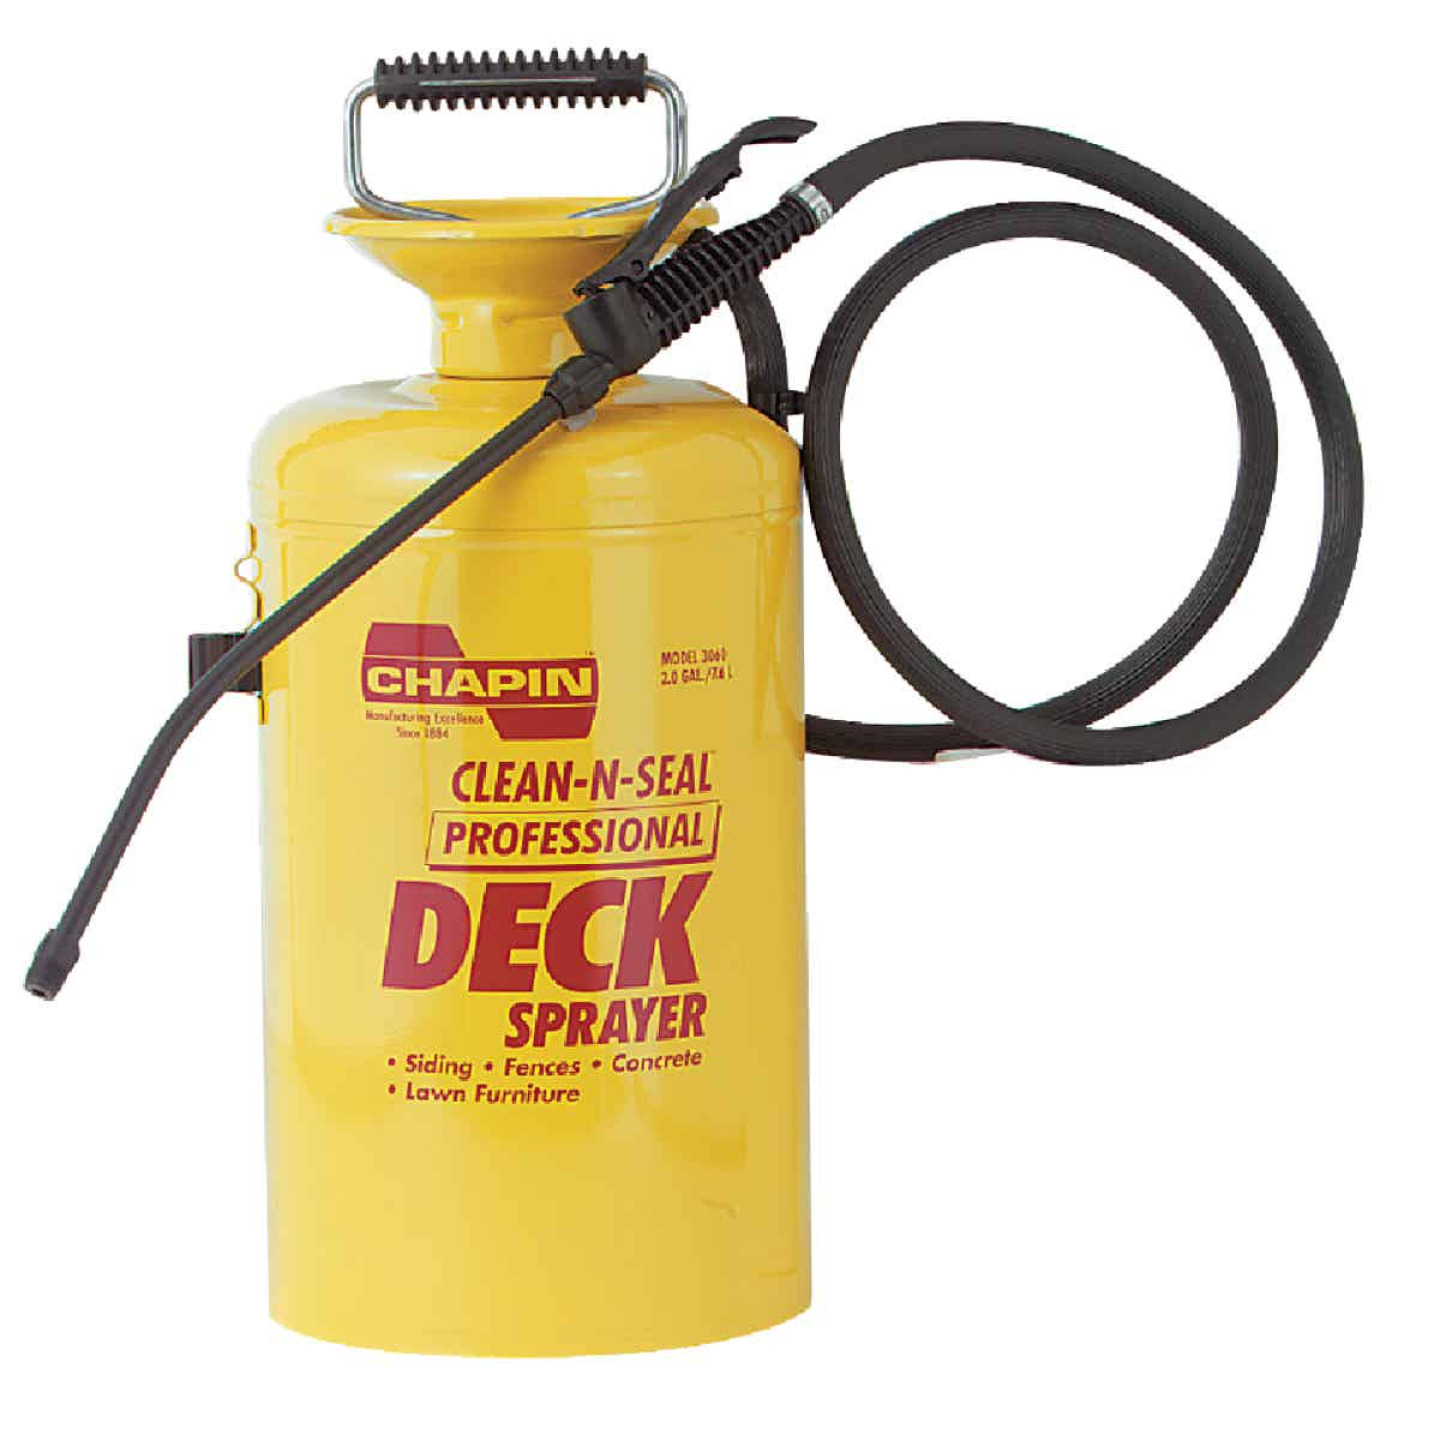 CHAPIN™
Manufacturing Excellence
Since 1884
MODEL 3060
2.0 GAL./7.6 L
CLEAN-N-SEAL™
PROFESSIONAL
DECK
SPRAYER
• Siding • Fences • Concrete
• Lawn Furniture